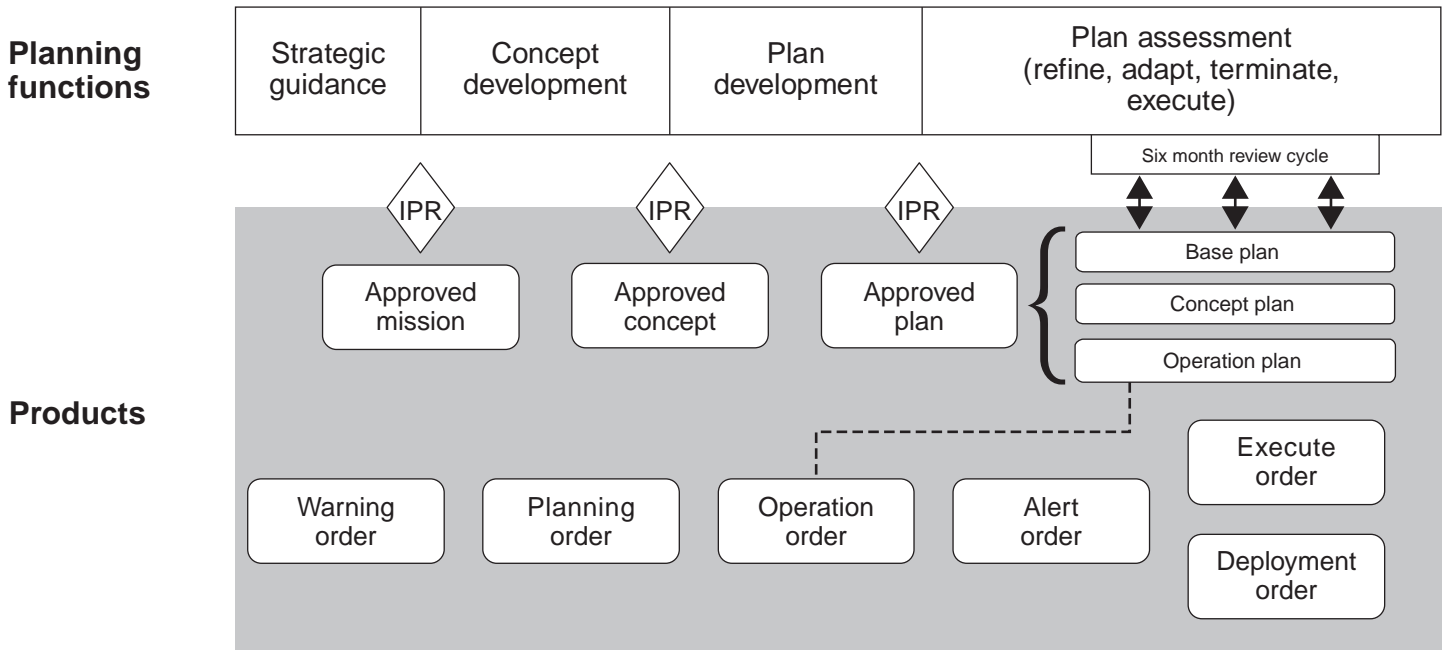 Planning
functions
Strategic
guidance
Concept
development
Plan
development
Plan assessment
(refine, adapt, terminate,
execute)
Six month review cycle
IPR
IPR
IPR
Approved
mission
Approved
concept
Approved
plan
Base plan
Concept plan
Operation plan
Products
Warning
order
Planning
order
Operation
order
Alert
order
Execute
order
Deployment
order